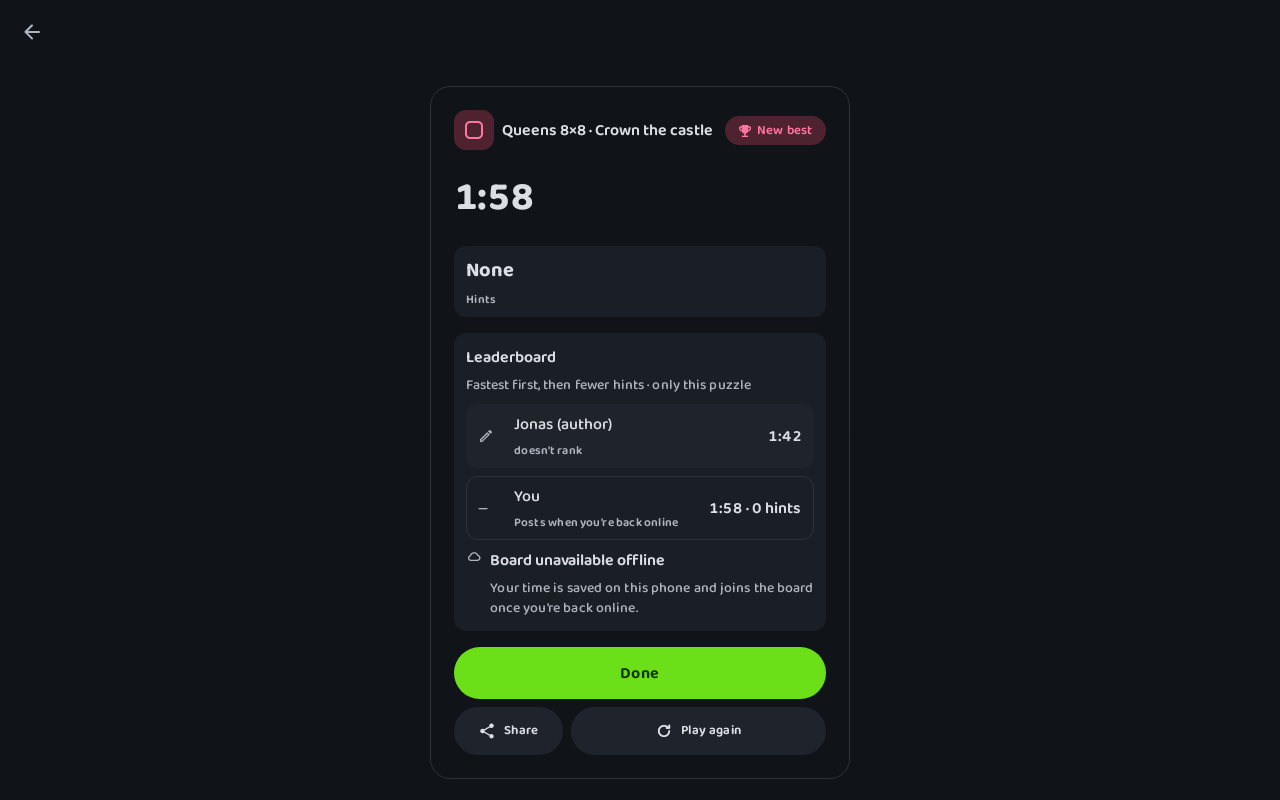 Queens 8×8 · Crown the castle
New best
1:58
None
Hints
Leaderboard
Fastest first, then fewer hints · only this puzzle
Jonas (author)
doesn't rank
1:42
–
You
Posts when you're back online
1:58 · 0 hints
Board unavailable offline
Your time is saved on this phone and joins the board
once you're back online.
Done
Share
Play again